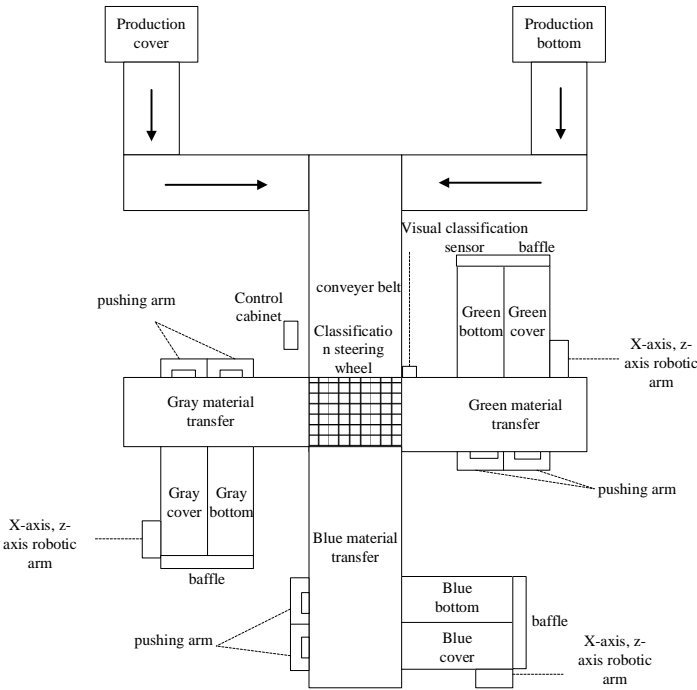 Production
cover
Production
bottom
Visual classification
sensor
baffle
conveyer belt
Control
cabinet
pushing arm
Classificatio
n steering
wheel
Green
bottom
Green
cover
X-axis, z-
axis robotic
arm
Gray material
transfer
Green material
transfer
pushing arm
Gray
cover
Gray
bottom
X-axis, z-
axis robotic
arm
baffle
Blue material
transfer
Blue
bottom
Blue
cover
baffle
pushing arm
X-axis, z-
axis robotic
arm